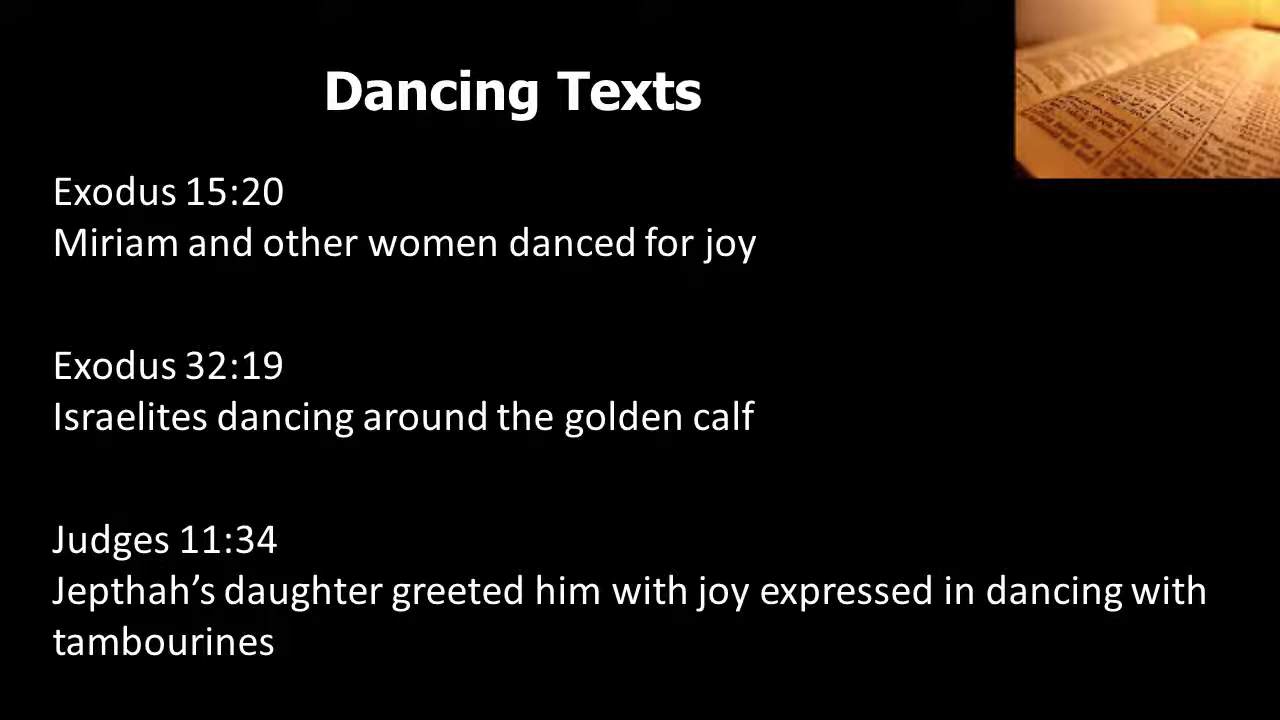 Dancing Texts
Exodus 15:20
Miriam and other women danced for joy
Exodus 32:19
Israelites dancing around the golden calf
Judges 11:34
Jepthah’s daughter greeted him with joy expressed in dancing with
tambourines